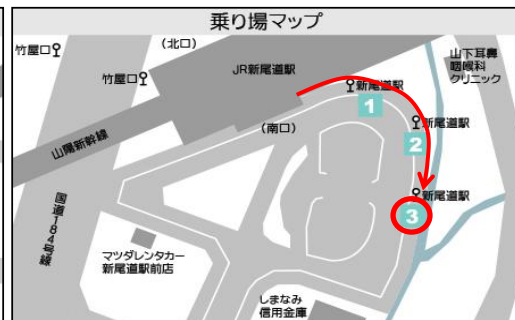 乗り場マップ
竹屋口
(北口)
竹屋口
JR新尾道駅
山下耳鼻
咽喉科
クリニック
新尾道駅
1
(南口)
新尾道駅
2
山陽新幹線
新尾道駅
3
国道184号線
マツダレンタカー
新尾道駅前店
しまなみ
信用金庫